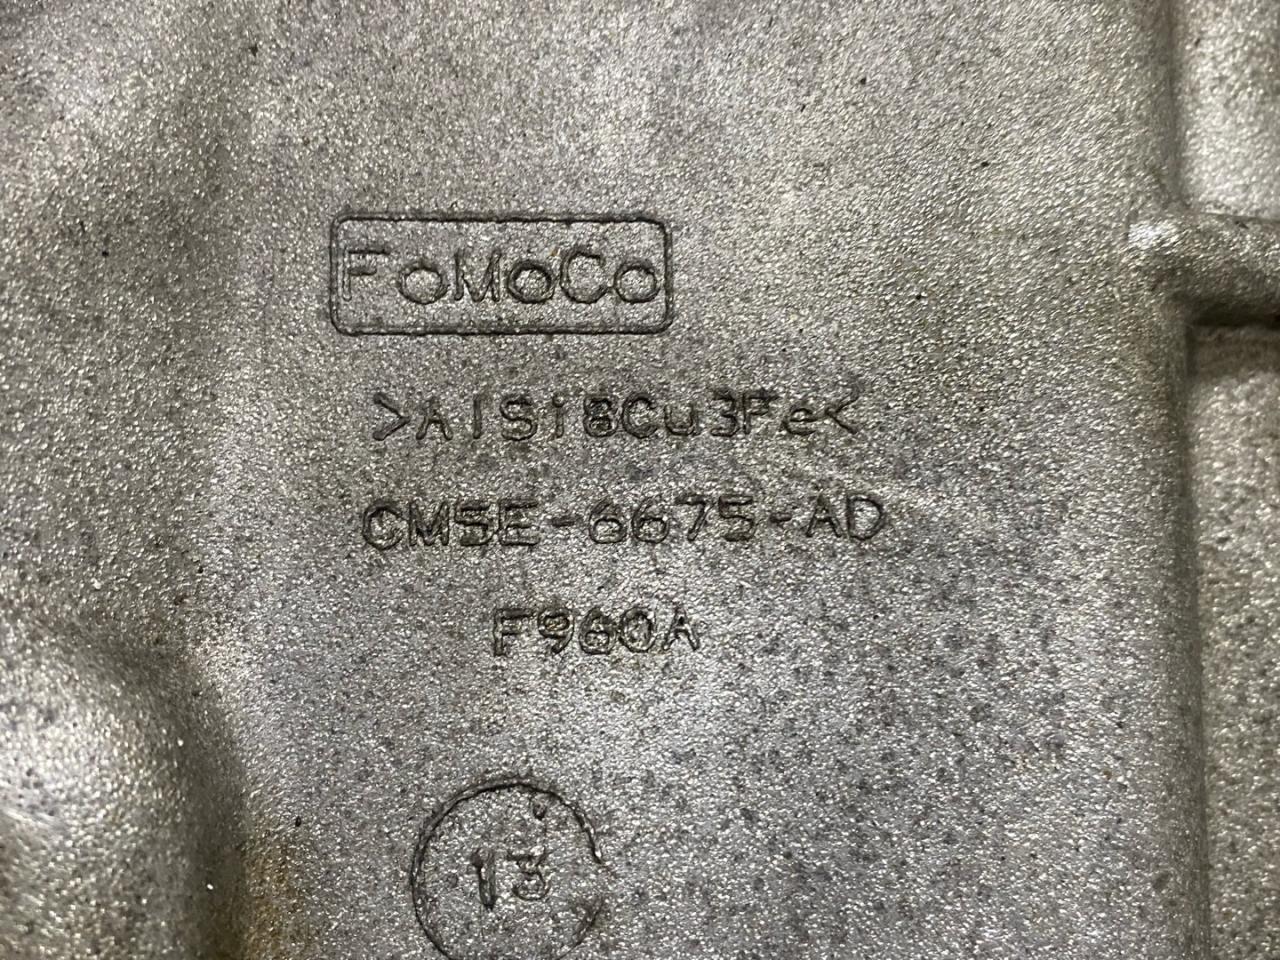 FoMoCo
>AlSi8Cu3Fe<
CM5E-6675-AD
F960A
13